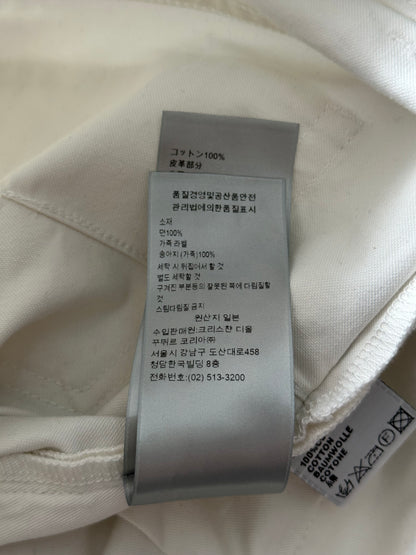 コットン100%
皮革部分
품질경영및공산품안전
관리법에의한품질표시
소재
면100%
가죽 라벨
송아지 (가죽)100%
세탁 시 뒤집어서 할 것
별도 세탁할 것
구겨진 부분등의 잘못된 쪽에 다림질할
것
스팀다림질 금지
원산지 일본
수입판매원: 크리스챤 디올
꾸뛰르 코리아㈜
서울시 강남구 도산대로458
청담한국빌딩 8층
전화번호: (02) 513-3200
COTTON
BAUMWOLLE
COTONE